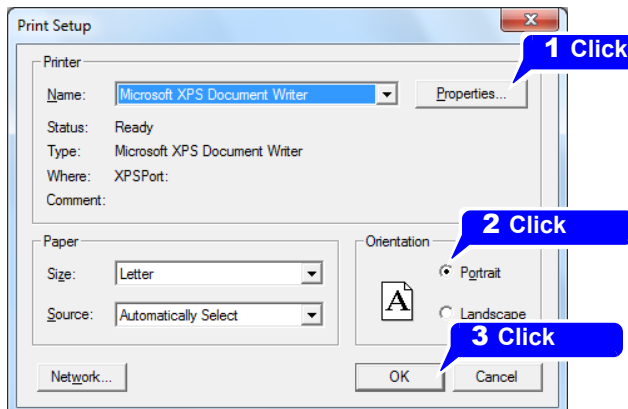 Print Setup
x
1 Click
Printer
Name: Microsoft XPS Document Writer Properties...
Status: Ready
Type: Microsoft XPS Document Writer
Where: XPSPort:
Comment:
2 Click
Paper Orientation
Size: Letter Portrait
A
Source: Automatically Select Landscape
3 Click
Network... OK Cancel